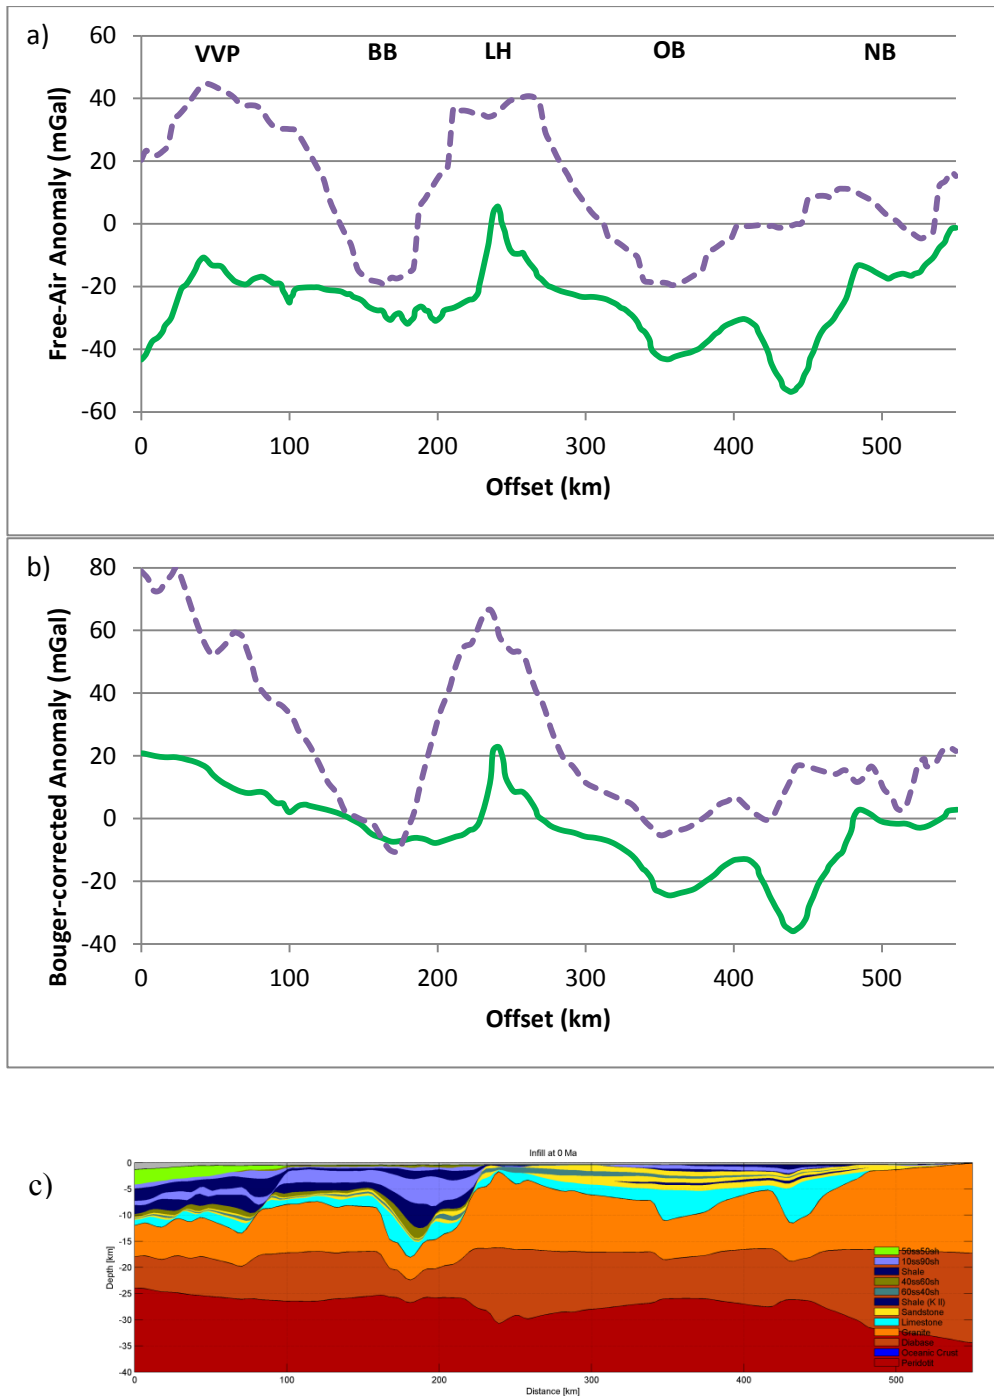 a)
VVP BB LH OB NB
60
40
20
0
-20
-40
-60
Free-Air Anomaly (mGal)
0 100 200 300 400 500
Offset (km)
b)
80
60
40
20
0
-20
-40
Bouger-corrected Anomaly (mGal)
0 100 200 300 400 500
Offset (km)
c)
Infill at 0 Ma
0
-5
-10
-15
-20
-25
-30
-35
-40
Depth [km]
50ss50sh
10ss90sh
Shale
40ss60sh
60ss40sh
Shale (K II)
Sandstone
Limestone
Granite
Diabase
Oceanic Crust
Peridotit
0 100 200 300 400 500
Distance [km]